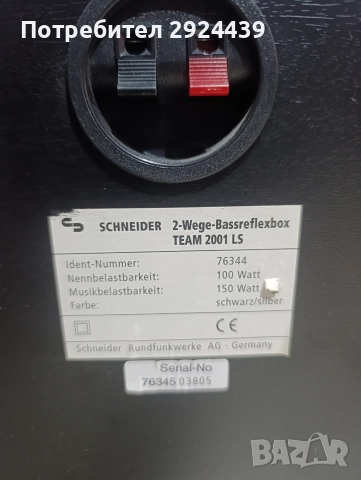 Потребител 2924439
SCHNEIDER 2-Wege-Bassreflexbox
TEAM 2001 LS
Ident-Nummer: 76344
Nennbelastbarkeit: 100 Watt
Musikbelastbarkeit: 150 Watt
Farbe: schwarz/silber
CE
Schneider Rundfunkwerke AG - Germany
Serial-No
76345 03805
BAZAR